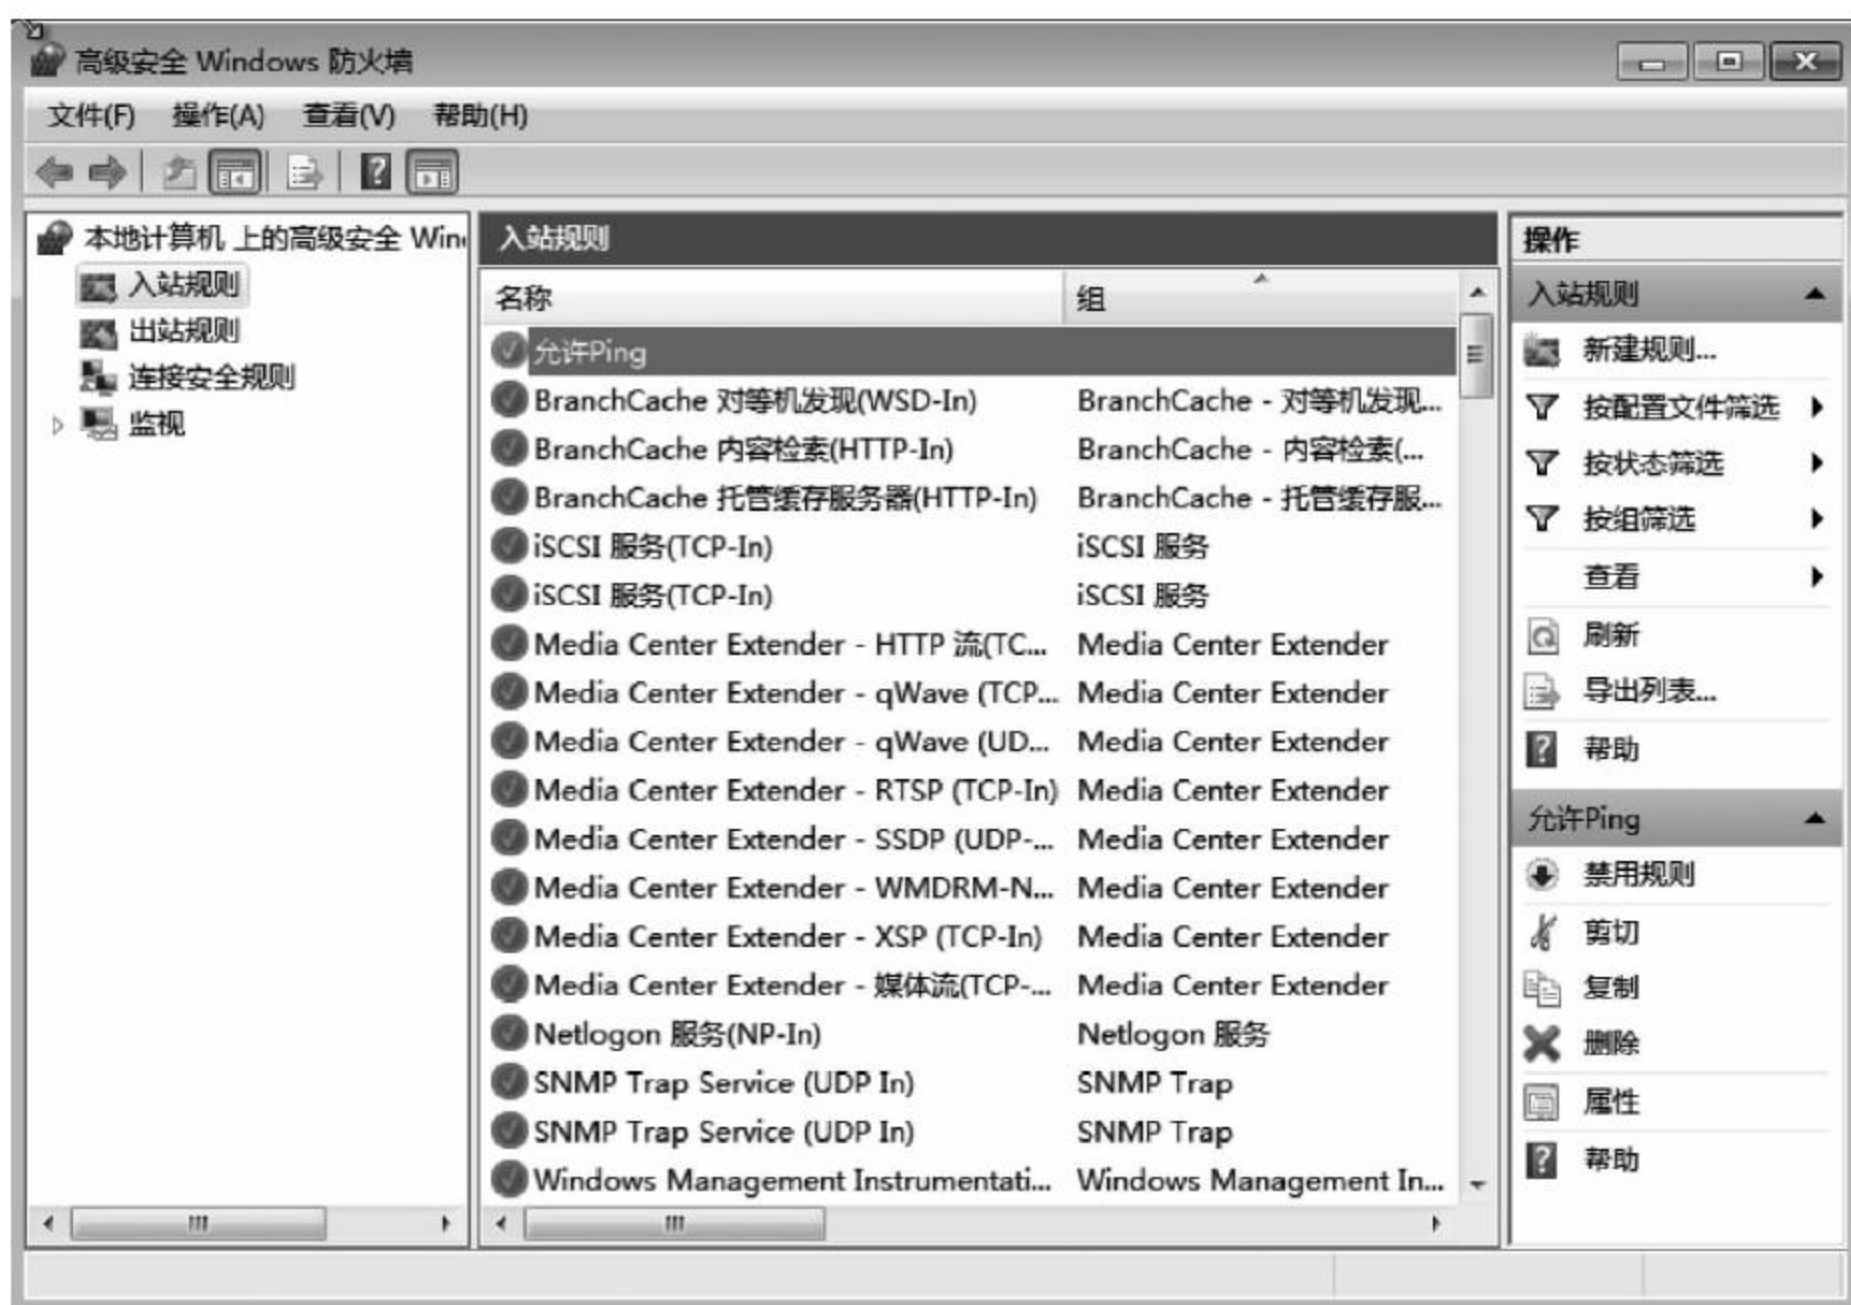 高级安全 Windows 防火墙
文件(F) 操作(A) 查看(V) 帮助(H)
本地计算机 上的高级安全 Win
入站规则
出站规则
连接安全规则
监视
入站规则
名称 组
允许Ping
BranchCache 对等机发现(WSD-In) BranchCache - 对等机发现...
BranchCache 内容检索(HTTP-In) BranchCache - 内容检索(...
BranchCache 托管缓存服务器(HTTP-In) BranchCache - 托管缓存服...
iSCSI 服务(TCP-In) iSCSI 服务
iSCSI 服务(TCP-In) iSCSI 服务
Media Center Extender - HTTP 流(TC... Media Center Extender
Media Center Extender - qWave (TCP... Media Center Extender
Media Center Extender - qWave (UD... Media Center Extender
Media Center Extender - RTSP (TCP-In) Media Center Extender
Media Center Extender - SSDP (UDP-... Media Center Extender
Media Center Extender - WMDRM-N... Media Center Extender
Media Center Extender - XSP (TCP-In) Media Center Extender
Media Center Extender - 媒体流(TCP-... Media Center Extender
Netlogon 服务(NP-In) Netlogon 服务
SNMP Trap Service (UDP In) SNMP Trap
SNMP Trap Service (UDP In) SNMP Trap
Windows Management Instrumentati... Windows Management In...
操作
入站规则
新建规则...
按配置文件筛选
按状态筛选
按组筛选
查看
刷新
导出列表...
帮助
允许Ping
禁用规则
剪切
复制
删除
属性
帮助